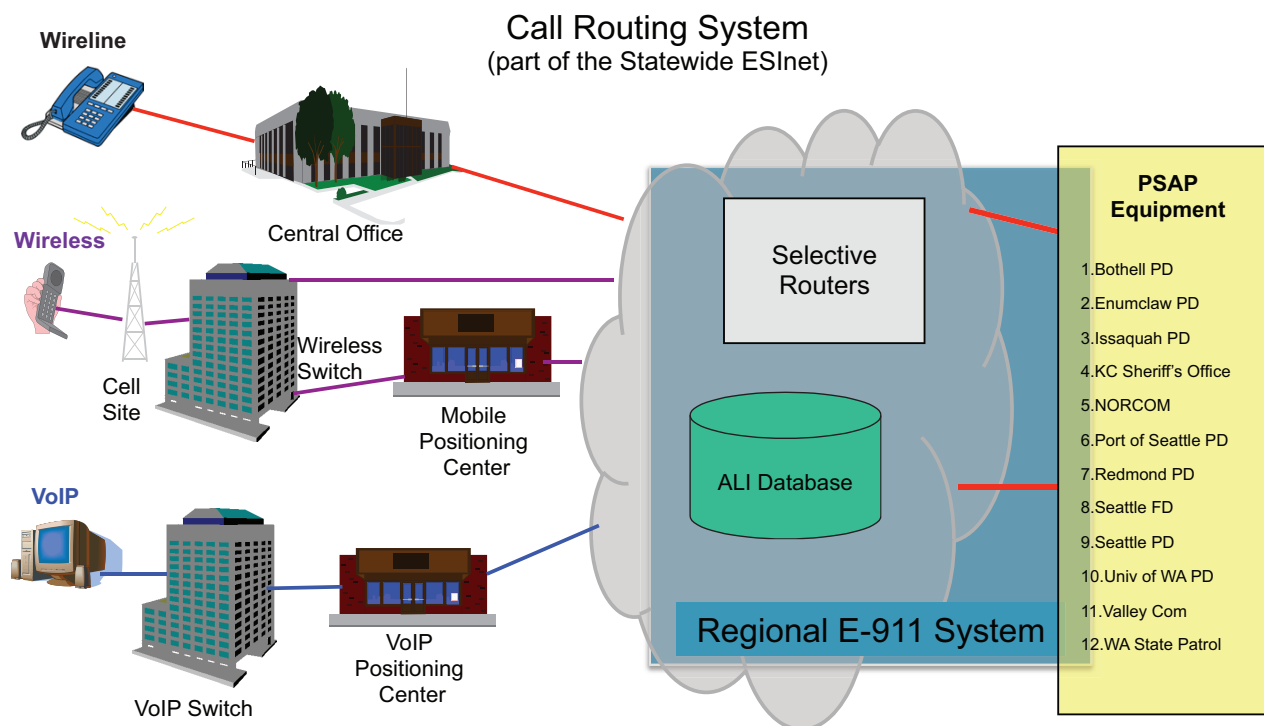 Call Routing System
(part of the Statewide ESInet)
Wireline
Central Office
Wireless
Cell
Site
Wireless
Switch
Mobile
Positioning
Center
VoIP
VoIP Switch
VoIP
Positioning
Center
Selective
Routers
ALI Database
Regional E-911 System
PSAP
Equipment
1.Bothell PD
2.Enumclaw PD
3.Issaquah PD
4.KC Sheriff's Office
5.NORCOM
6.Port of Seattle PD
7.Redmond PD
8.Seattle FD
9.Seattle PD
10.Univ of WA PD
11.Valley Com
12.WA State Patrol